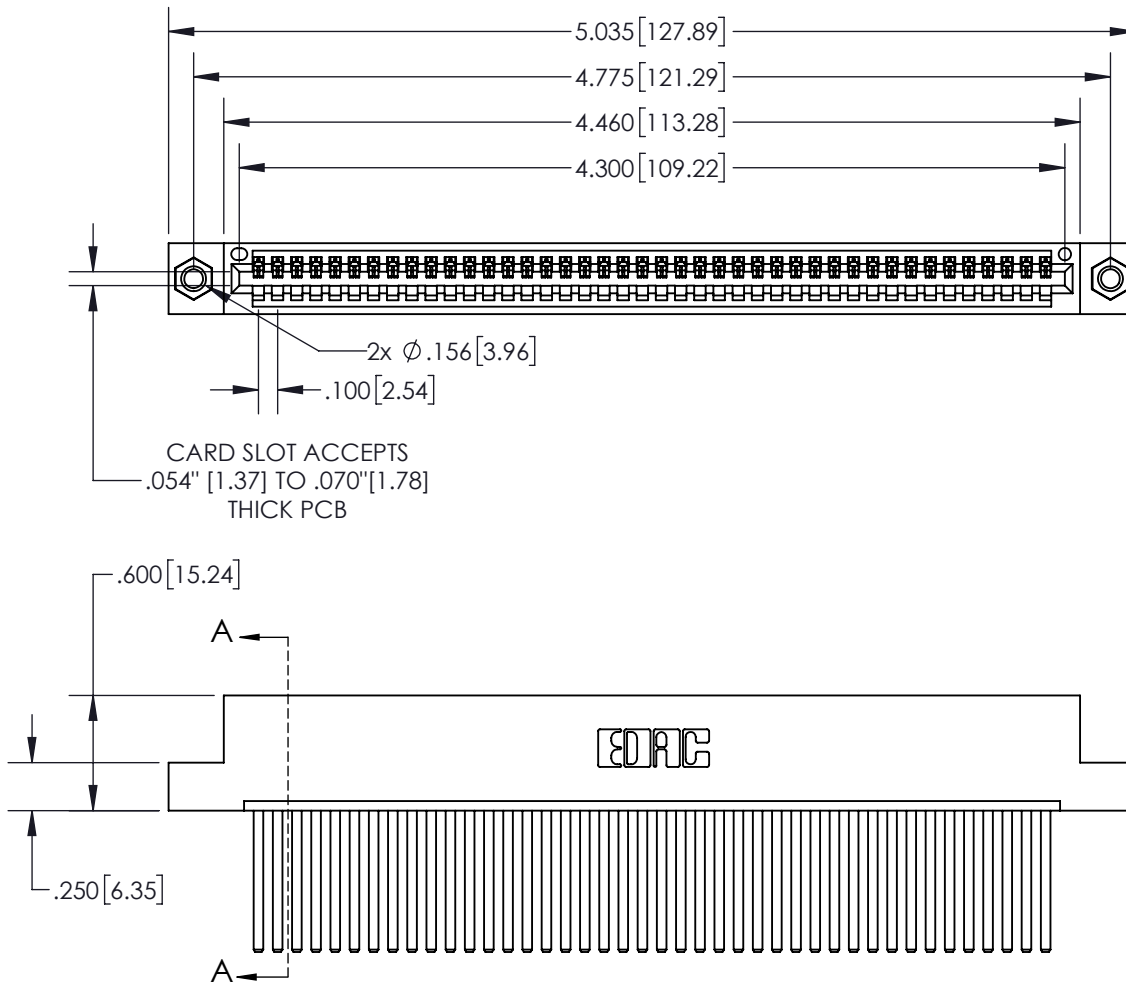 5.035[127.89]
4.775[121.29]
4.460[113.28]
4.300[109.22]
2x Ø.156[3.96]
.100[2.54]
CARD SLOT ACCEPTS
.054" [1.37] TO .070"[1.78]
THICK PCB
.600[15.24]
A
EDAC
.250[6.35]
A